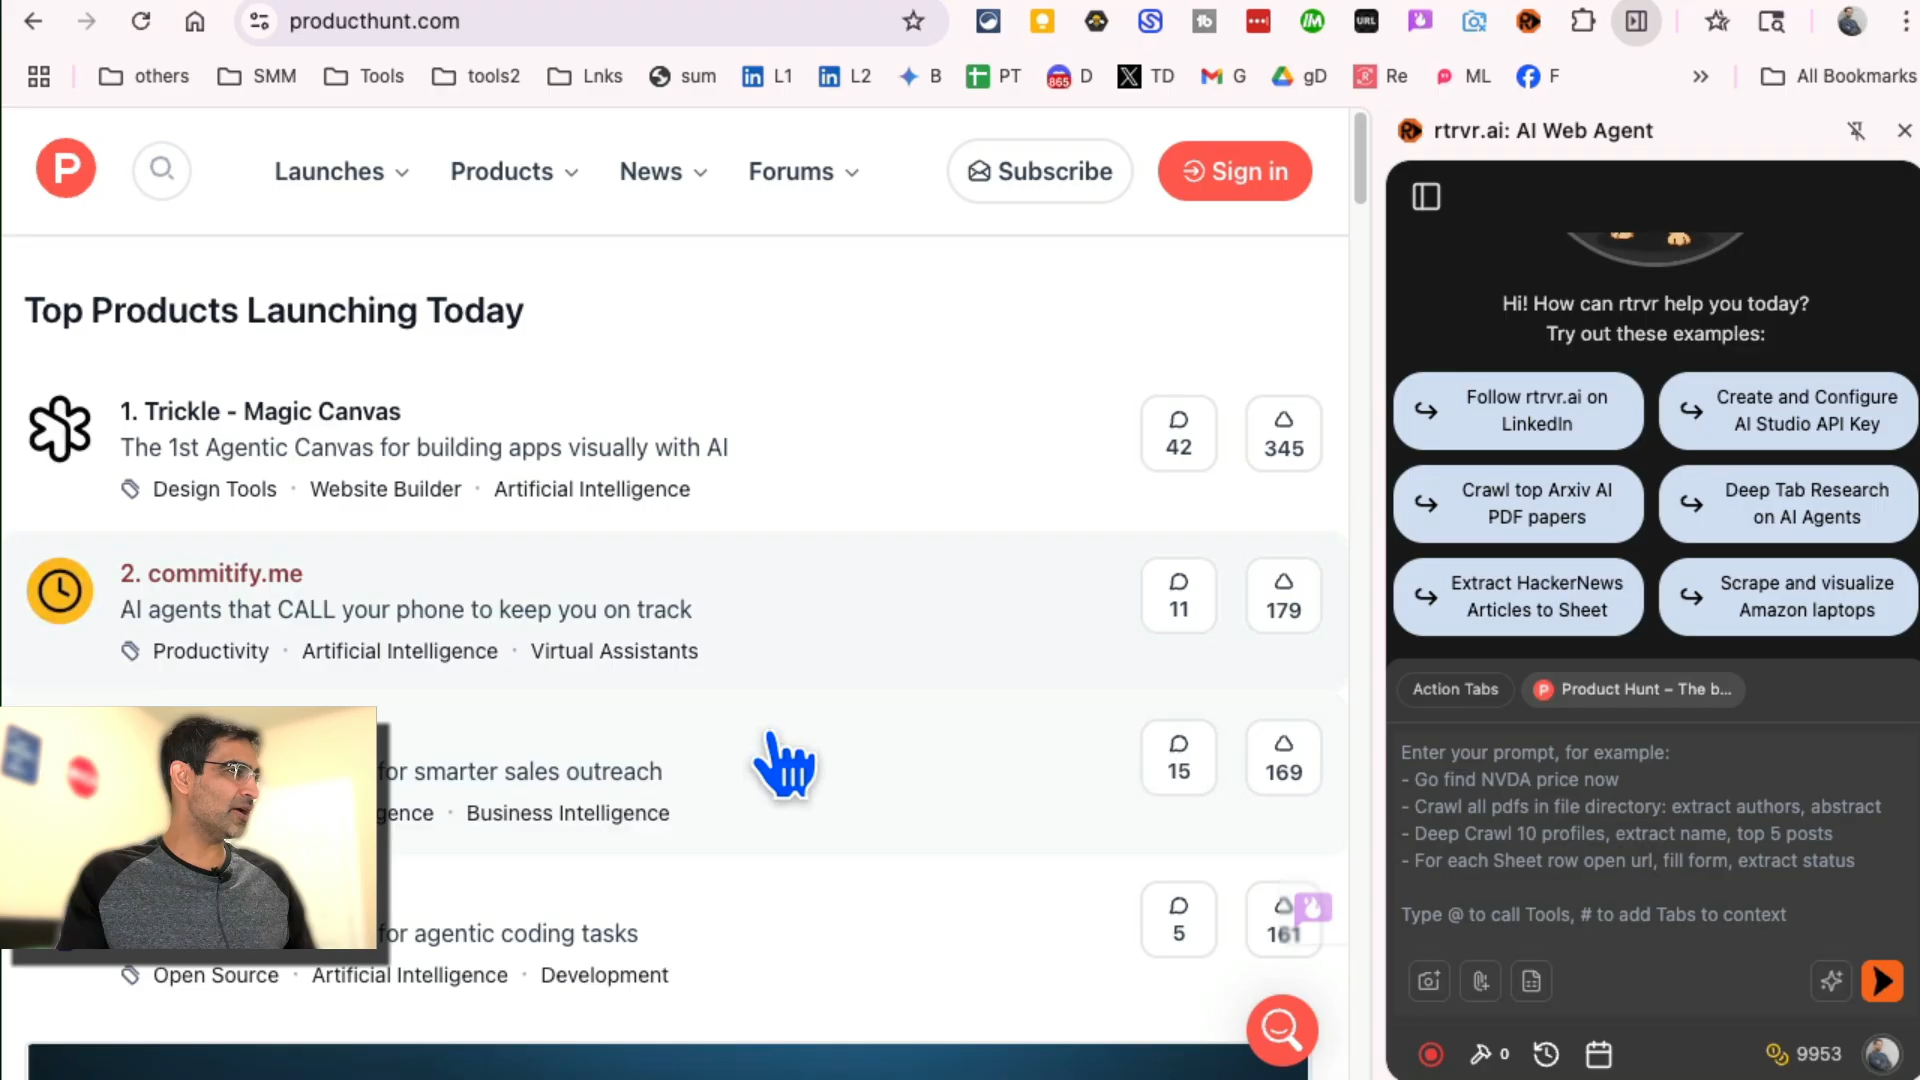 producthunt.com
URL
others
SMM
Tools
tools2
Lnks
sum
L1
L2
B
PT
865
D
TD
G
gD
Re
ML
F
All Bookmarks
P
Launches
Products
News
Forums
Subscribe
Sign in
Top Products Launching Today
1. Trickle - Magic Canvas
The 1st Agentic Canvas for building apps visually with AI
Design Tools · Website Builder · Artificial Intelligence
42
345
2. commitify.me
AI agents that CALL your phone to keep you on track
Productivity · Artificial Intelligence · Virtual Assistants
11
179
for smarter sales outreach
gence · Business Intelligence
15
169
for agentic coding tasks
Open Source · Artificial Intelligence · Development
5
161
rtrvr.ai: AI Web Agent
Hi! How can rtrvr help you today?
Try out these examples:
Follow rtrvr.ai on
LinkedIn
Create and Configure
AI Studio API Key
Crawl top Arxiv AI
PDF papers
Deep Tab Research
on AI Agents
Extract HackerNews
Articles to Sheet
Scrape and visualize
Amazon laptops
Action Tabs
Product Hunt – The b...
Enter your prompt, for example:
- Go find NVDA price now
- Crawl all pdfs in file directory: extract authors, abstract
- Deep Crawl 10 profiles, extract name, top 5 posts
- For each Sheet row open url, fill form, extract status
Type @ to call Tools, # to add Tabs to context
0
9953